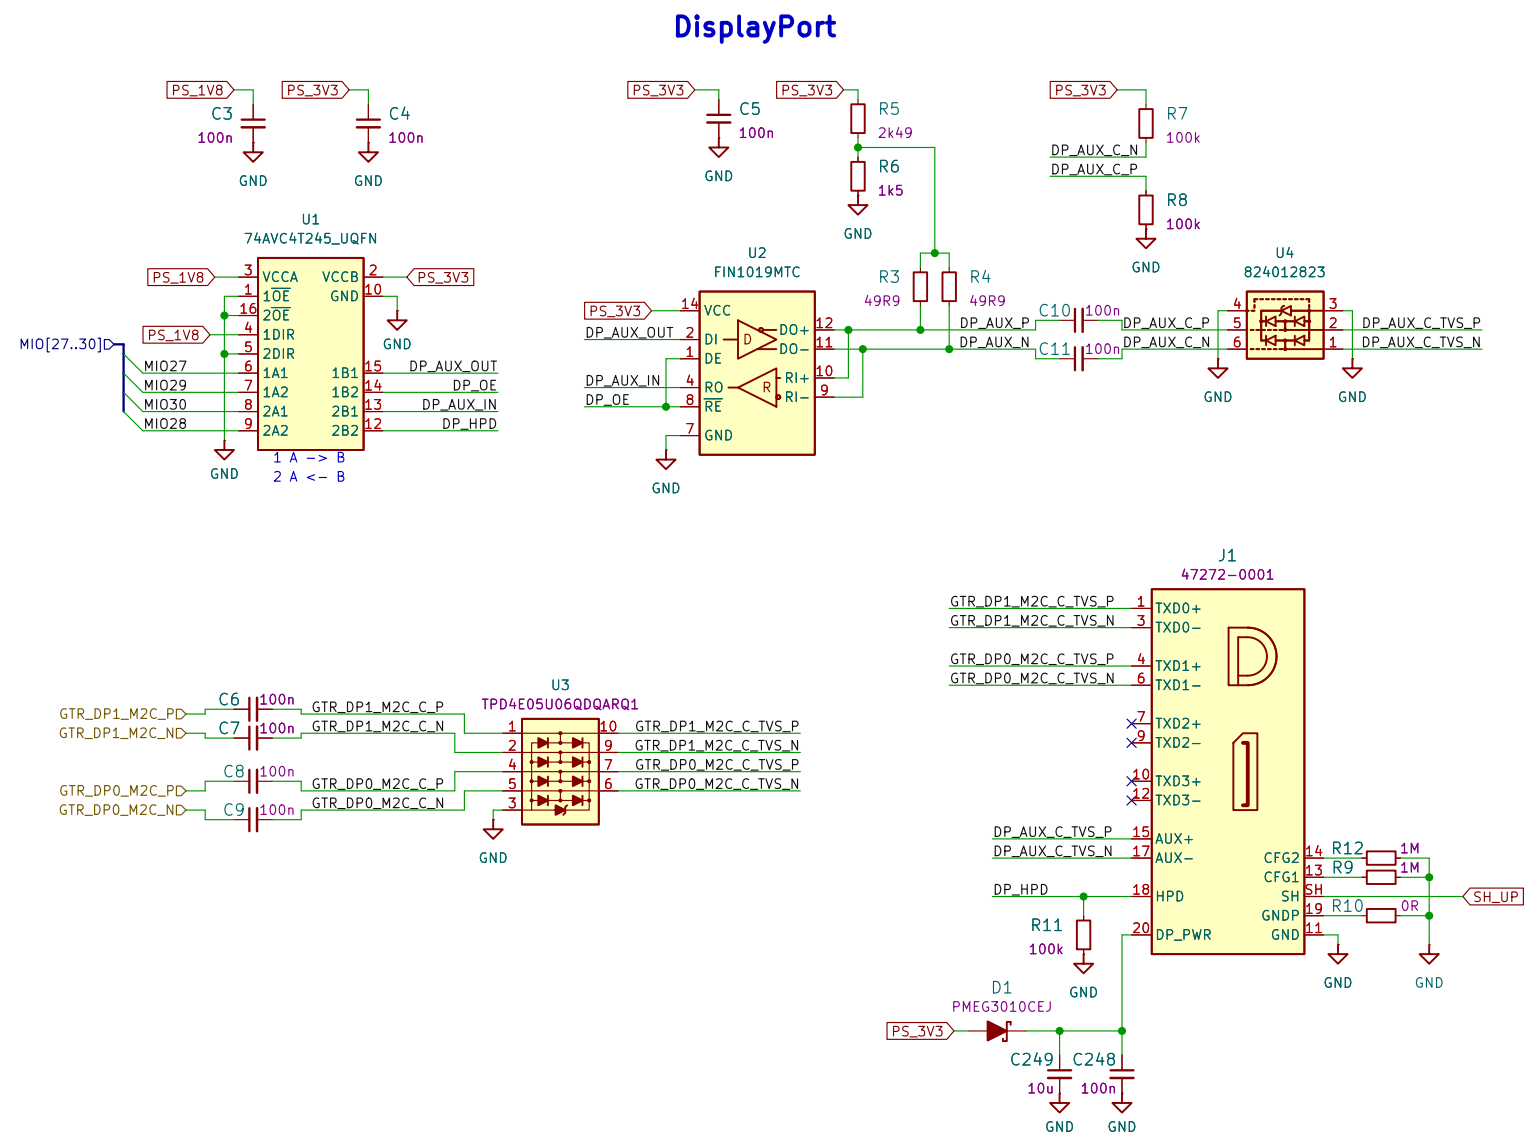 DisplayPort
PS_1V8
C3
100n
GND
PS_3V3
C4
100n
GND
PS_3V3
C5
100n
GND
PS_3V3
R5
2k49
R6
1k5
GND
PS_3V3
R7
100k
DP_AUX_C_N
DP_AUX_C_P
R8
100k
GND
U1
74AVC4T245_UQFN
PS_1V8
3 VCCA
VCCB 2
PS_3V3
1 1OE
GND 10
16 2OE
PS_1V8
4 1DIR
5 2DIR
GND
MIO[27..30]
MIO27
6 1A1
1B1 15
DP_AUX_OUT
MIO29
7 1A2
1B2 14
DP_OE
MIO30
8 2A1
2B1 13
DP_AUX_IN
MIO28
9 2A2
2B2 12
DP_HPD
GND
1 A -> B
2 A <- B
U2
FIN1019MTC
PS_3V3
14 VCC
DP_AUX_OUT
2 DI
D
DO+ 12
1 DE
DO- 11
DP_AUX_IN
4 RO
R
RI+ 10
DP_OE
8 RE
RI- 9
7 GND
GND
R3
49R9
R4
49R9
DP_AUX_P
C10
100n
DP_AUX_C_P
DP_AUX_N
C11
100n
DP_AUX_C_N
U4
824012823
4
3
5
2
6
1
DP_AUX_C_TVS_P
DP_AUX_C_TVS_N
GND
GND
GTR_DP1_M2C_P
C6
100n
GTR_DP1_M2C_C_P
GTR_DP1_M2C_N
C7
100n
GTR_DP1_M2C_C_N
GTR_DP0_M2C_P
C8
100n
GTR_DP0_M2C_C_P
GTR_DP0_M2C_N
C9
100n
GTR_DP0_M2C_C_N
U3
TPD4E05U06QDQARQ1
1
10
GTR_DP1_M2C_C_TVS_P
2
9
GTR_DP1_M2C_C_TVS_N
4
7
GTR_DP0_M2C_C_TVS_P
5
6
GTR_DP0_M2C_C_TVS_N
3
GND
J1
47272-0001
GTR_DP1_M2C_C_TVS_P
1 TXD0+
GTR_DP1_M2C_C_TVS_N
3 TXD0-
GTR_DP0_M2C_C_TVS_P
4 TXD1+
GTR_DP0_M2C_C_TVS_N
6 TXD1-
7 TXD2+
9 TXD2-
10 TXD3+
12 TXD3-
DP_AUX_C_TVS_P
15 AUX+
DP_AUX_C_TVS_N
17 AUX-
DP_HPD
18 HPD
20 DP_PWR
CFG2 14
R12
1M
CFG1 13
R9
1M
SH SH
SH_UP
GNDP 19
R10
0R
GND 11
GND
GND
R11
100k
GND
D1
PMEG3010CEJ
PS_3V3
C249
10u
GND
C248
100n
GND